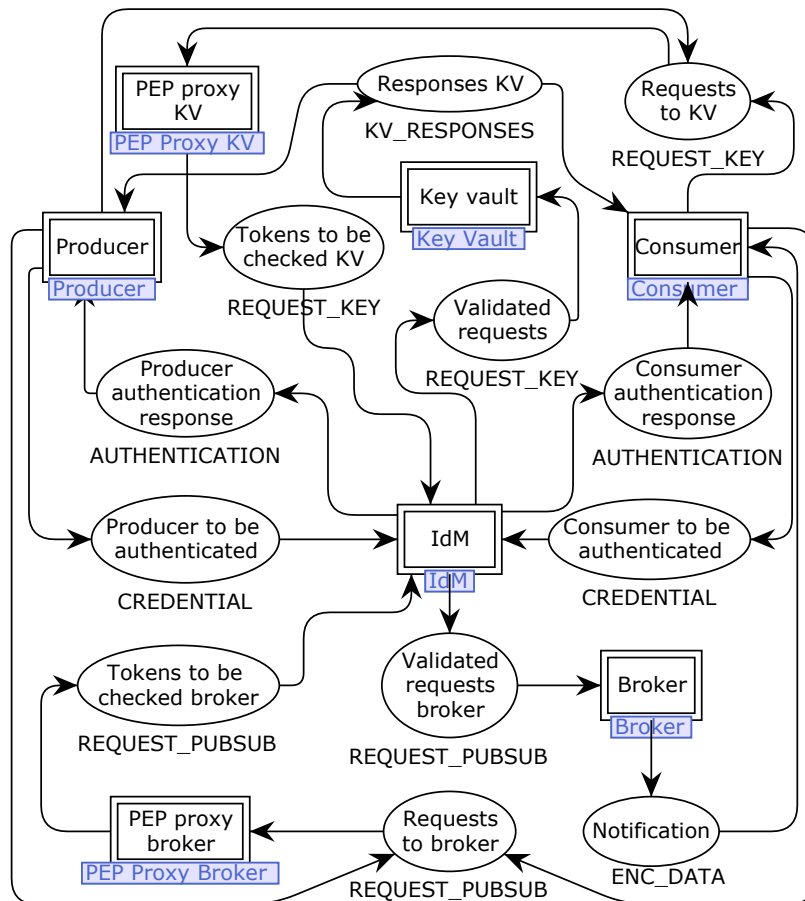 PEP proxy
KV
PEP Proxy KV
Responses KV
KV_RESPONSES
Requests
to KV
REQUEST_KEY
Key vault
Key Vault
Producer
Producer
Tokens to be
checked KV
REQUEST_KEY
Consumer
Consumer
Validated
requests
REQUEST_KEY
Producer
authentication
response
AUTHENTICATION
Consumer
authentication
response
AUTHENTICATION
Producer to be
authenticated
CREDENTIAL
IdM
IdM
Consumer to be
authenticated
CREDENTIAL
Tokens to be
checked broker
REQUEST_PUBSUB
Validated
requests
broker
REQUEST_PUBSUB
Broker
Broker
PEP proxy
broker
PEP Proxy Broker
Requests
to broker
REQUEST_PUBSUB
Notification
ENC_DATA